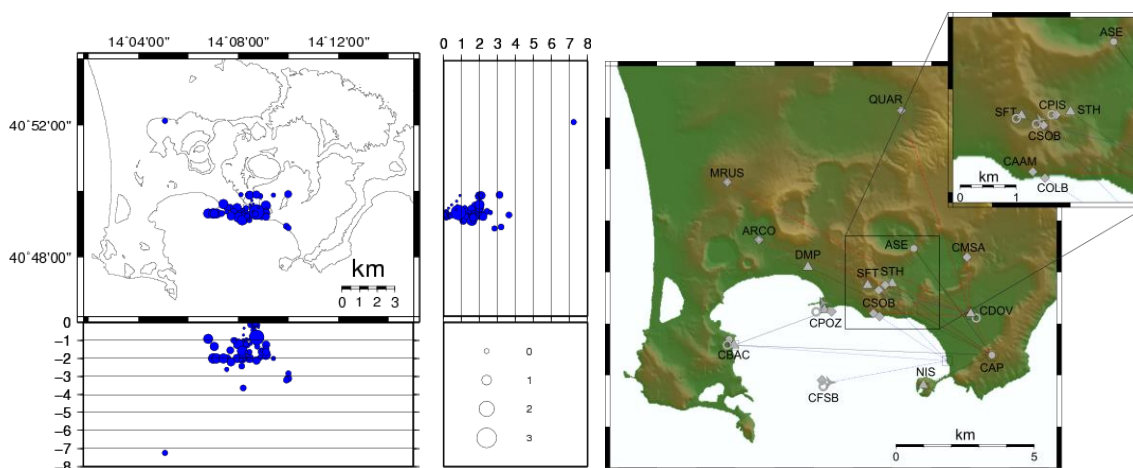 14°04'00" 14°08'00" 14°12'00"
40°52'00"
40°48'00"
km
0 1 2 3
0
-1
-2
-3
-4
-5
-6
-7
-8
0 1 2 3 4 5 6 7 8
0
1
2
3
ASE
SFT
CPIS
STH
CSOB
CAAM
COLB
km
0 1
QUAR
MRUS
ARCO
DMP
ASE
CMSA
SFT
STH
CSOB
CDOV
CPOZ
CBAC
CFSB
NIS
CAP
km
0 5